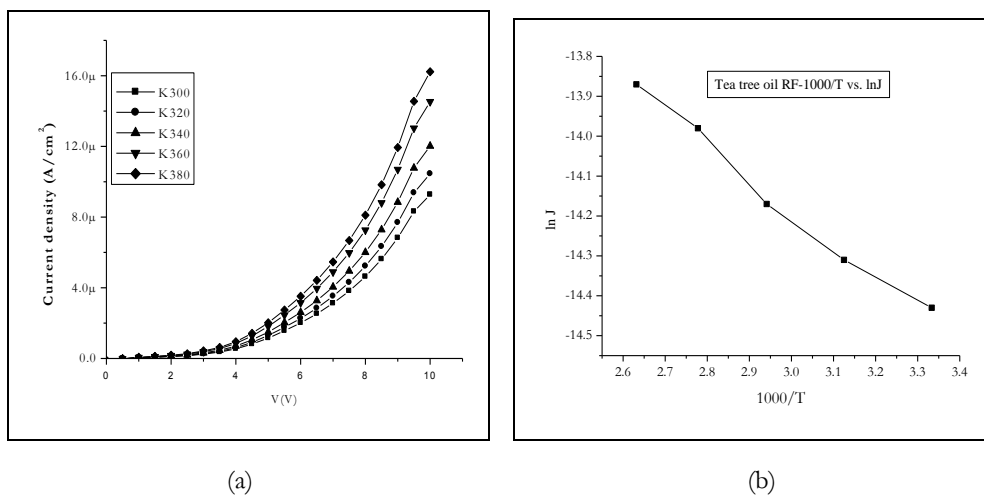 Current density (A/cm²)
16.0µ
12.0µ
8.0µ
4.0µ
0.0
K300
K320
K340
K360
K380
0 2 4 6 8 10
V(V)
(a)
ln J
-13.8
-13.9
-14.0
-14.1
-14.2
-14.3
-14.4
-14.5
Tea tree oil RF-1000/T vs. lnJ
2.6 2.7 2.8 2.9 3.0 3.1 3.2 3.3 3.4
1000/T
(b)